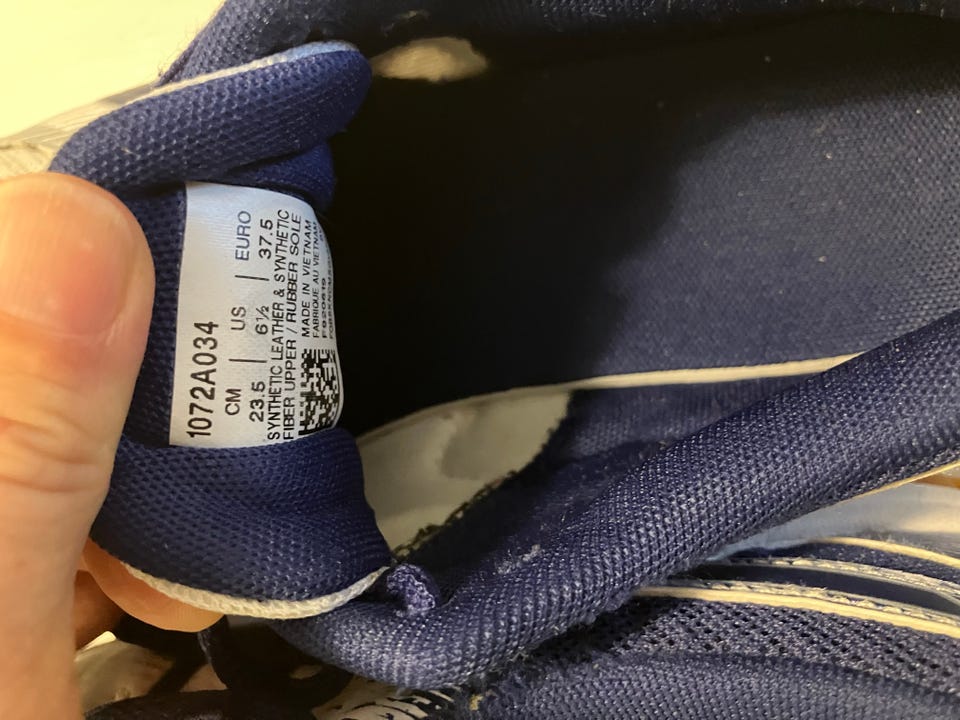 1072A034
CM | US | EURO
23.5 | 6½ | 37.5
SYNTHETIC LEATHER & SYNTHETIC
FIBER UPPER / RUBBER SOLE
MADE IN VIETNAM
FABRIQUE AU VIETNAM